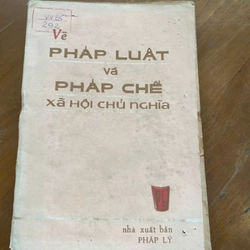 Về
PHÁP LUẬT
và
PHÁP CHẾ
XÃ HỘI CHỦ NGHĨA
nhà xuất bản
PHÁP LÝ